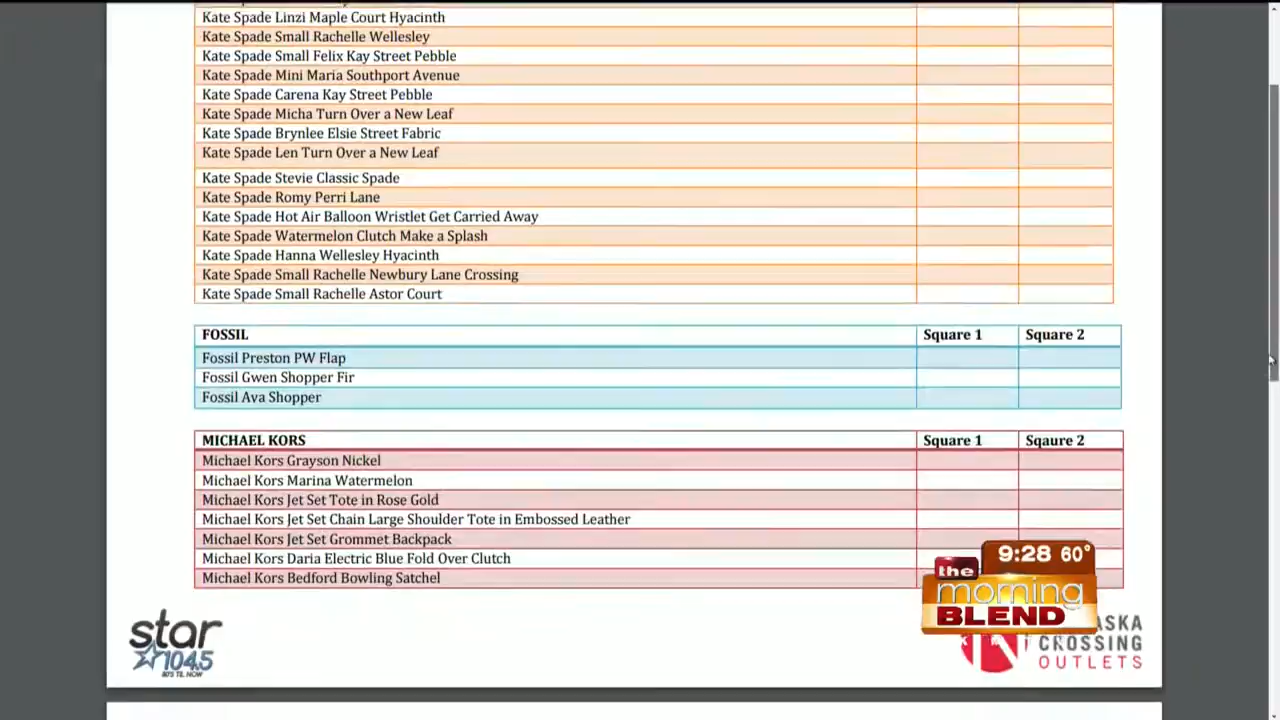 Kate Spade Linzi Maple Court Hyacinth
Kate Spade Small Rachelle Wellesley
Kate Spade Small Felix Kay Street Pebble
Kate Spade Mini Maria Southport Avenue
Kate Spade Carena Kay Street Pebble
Kate Spade Micha Turn Over a New Leaf
Kate Spade Brynlee Elsie Street Fabric
Kate Spade Len Turn Over a New Leaf
Kate Spade Stevie Classic Spade
Kate Spade Romy Perri Lane
Kate Spade Hot Air Balloon Wristlet Get Carried Away
Kate Spade Watermelon Clutch Make a Splash
Kate Spade Hanna Wellesley Hyacinth
Kate Spade Small Rachelle Newbury Lane Crossing
Kate Spade Small Rachelle Astor Court
FOSSIL Square 1 Square 2
Fossil Preston PW Flap
Fossil Gwen Shopper Fir
Fossil Ava Shopper
MICHAEL KORS Square 1 Sqaure 2
Michael Kors Grayson Nickel
Michael Kors Marina Watermelon
Michael Kors Jet Set Tote in Rose Gold
Michael Kors Jet Set Chain Large Shoulder Tote in Embossed Leather
Michael Kors Jet Set Grommet Backpack
Michael Kors Daria Electric Blue Fold Over Clutch
Michael Kors Bedford Bowling Satchel
9:28 60°
the
morning
BLEND
star
104.5
80'S TIL NOW
ASKA
CROSSING
OUTLETS